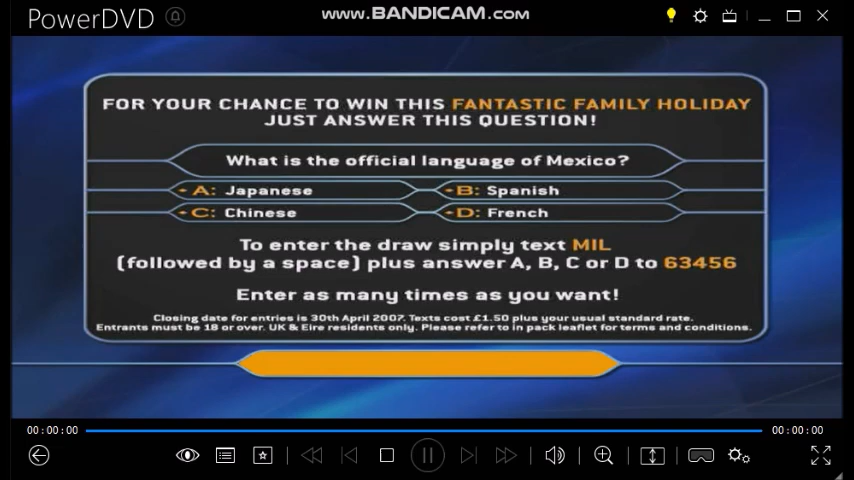 PowerDVD
www.BANDICAM.com
FOR YOUR CHANCE TO WIN THIS FANTASTIC FAMILY HOLIDAY
JUST ANSWER THIS QUESTION!
What is the official language of Mexico?
A: Japanese
B: Spanish
C: Chinese
D: French
To enter the draw simply text MIL
(followed by a space) plus answer A, B, C or D to 63456
Enter as many times as you want!
Closing date for entries is 30th April 2007. Texts cost £1.50 plus your usual standard rate.
Entrants must be 18 or over. UK & Eire residents only. Please refer to in pack leaflet for terms and conditions.
00:00:00
00:00:00